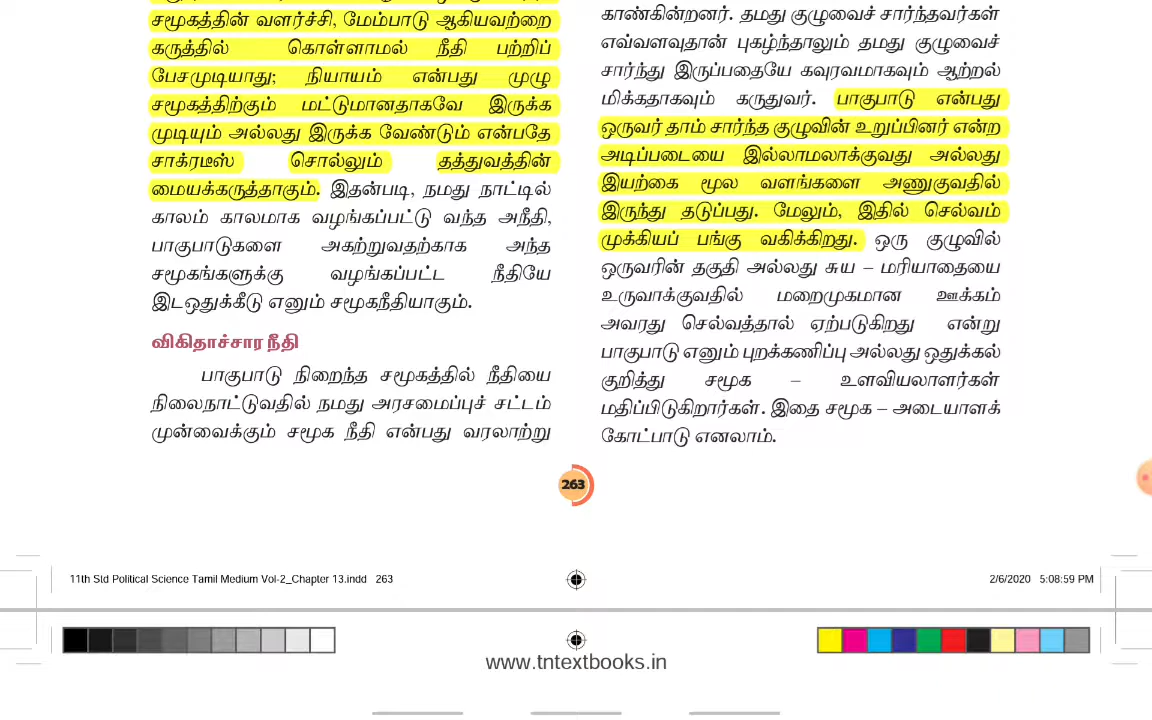 சமூகத்தின் வளர்ச்சி, மேம்பாடு ஆகியவற்றை
கருத்தில் கொள்ளாமல் நீதி பற்றிப்
பேசமுடியாது; நியாயம் என்பது முழு
சமூகத்திற்கும் மட்டுமானதாகவே இருக்க
முடியும் அல்லது இருக்க வேண்டும் என்பதே
சாக்ரடீஸ் சொல்லும் தத்துவத்தின்
மையக்கருத்தாகும். இதன்படி, நமது நாட்டில்
காலம் காலமாக வழங்கப்பட்டு வந்த அநீதி,
பாகுபாடுகளை அகற்றுவதற்காக அந்த
சமூகங்களுக்கு வழங்கப்பட்ட நீதியே
இடஒதுக்கீடு எனும் சமூகநீதியாகும்.
விகிதாச்சார நீதி
பாகுபாடு நிறைந்த சமூகத்தில் நீதியை
நிலைநாட்டுவதில் நமது அரசமைப்புச் சட்டம்
முன்வைக்கும் சமூக நீதி என்பது வரலாற்று
காண்கின்றனர். தமது குழுவைச் சார்ந்தவர்கள்
எவ்வளவுதான் புகழ்ந்தாலும் தமது குழுவைச்
சார்ந்து இருப்பதையே கவுரவமாகவும் ஆற்றல்
மிக்கதாகவும் கருதுவர். பாகுபாடு என்பது
ஒருவர் தாம் சார்ந்த குழுவின் உறுப்பினர் என்ற
அடிப்படையை இல்லாமலாக்குவது அல்லது
இயற்கை மூல வளங்களை அணுகுவதில்
இருந்து தடுப்பது. மேலும், இதில் செல்வம்
முக்கியப் பங்கு வகிக்கிறது. ஒரு குழுவில்
ஒருவரின் தகுதி அல்லது சுய – மரியாதையை
உருவாக்குவதில் மறைமுகமான ஊக்கம்
அவரது செல்வத்தால் ஏற்படுகிறது என்று
பாகுபாடு எனும் புறக்கணிப்பு அல்லது ஒதுக்கல்
குறித்து சமூக – உளவியலாளர்கள்
மதிப்பிடுகிறார்கள். இதை சமூக – அடையாளக்
கோட்பாடு எனலாம்.
263
11th Std Political Science Tamil Medium Vol-2_Chapter 13.indd 263
2/6/2020 5:08:59 PM
www.tntextbooks.in